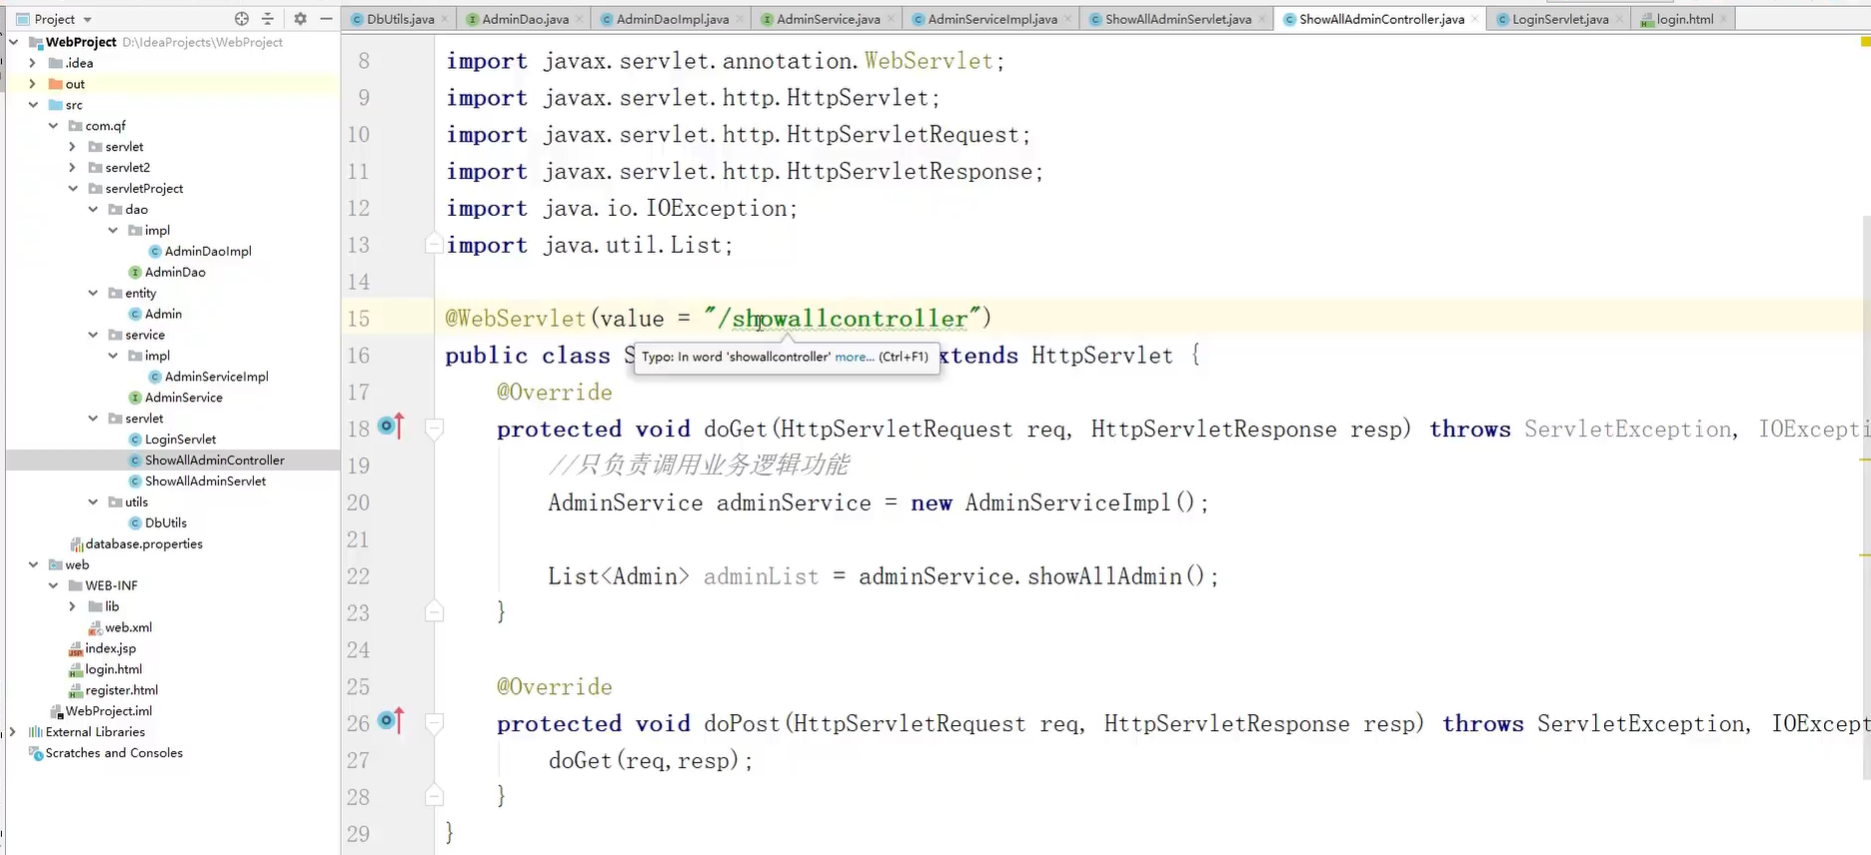 Project
DbUtils.java
AdminDao.java
AdminDaoImpl.java
AdminService.java
AdminServiceImpl.java
ShowAllAdminServlet.java
ShowAllAdminController.java
LoginServlet.java
login.html
WebProject D:\IdeaProjects\WebProject
.idea
out
src
com.qf
servlet
servlet2
servletProject
dao
impl
AdminDaoImpl
AdminDao
entity
Admin
service
impl
AdminServiceImpl
AdminService
servlet
LoginServlet
ShowAllAdminController
ShowAllAdminServlet
utils
DbUtils
database.properties
web
WEB-INF
lib
web.xml
index.jsp
login.html
register.html
WebProject.iml
External Libraries
Scratches and Consoles
8 import javax.servlet.annotation.WebServlet;
9 import javax.servlet.http.HttpServlet;
10 import javax.servlet.http.HttpServletRequest;
11 import javax.servlet.http.HttpServletResponse;
12 import java.io.IOException;
13 import java.util.List;
14
15 @WebServlet(value = "/showallcontroller")
16 public class S extends HttpServlet {
Typo: In word 'showallcontroller' more... (Ctrl+F1)
17 @Override
18 protected void doGet(HttpServletRequest req, HttpServletResponse resp) throws ServletException, IOExcepti
19 //只负责调用业务逻辑功能
20 AdminService adminService = new AdminServiceImpl();
21
22 List<Admin> adminList = adminService.showAllAdmin();
23 }
24
25 @Override
26 protected void doPost(HttpServletRequest req, HttpServletResponse resp) throws ServletException, IOExcept
27 doGet(req,resp);
28 }
29 }